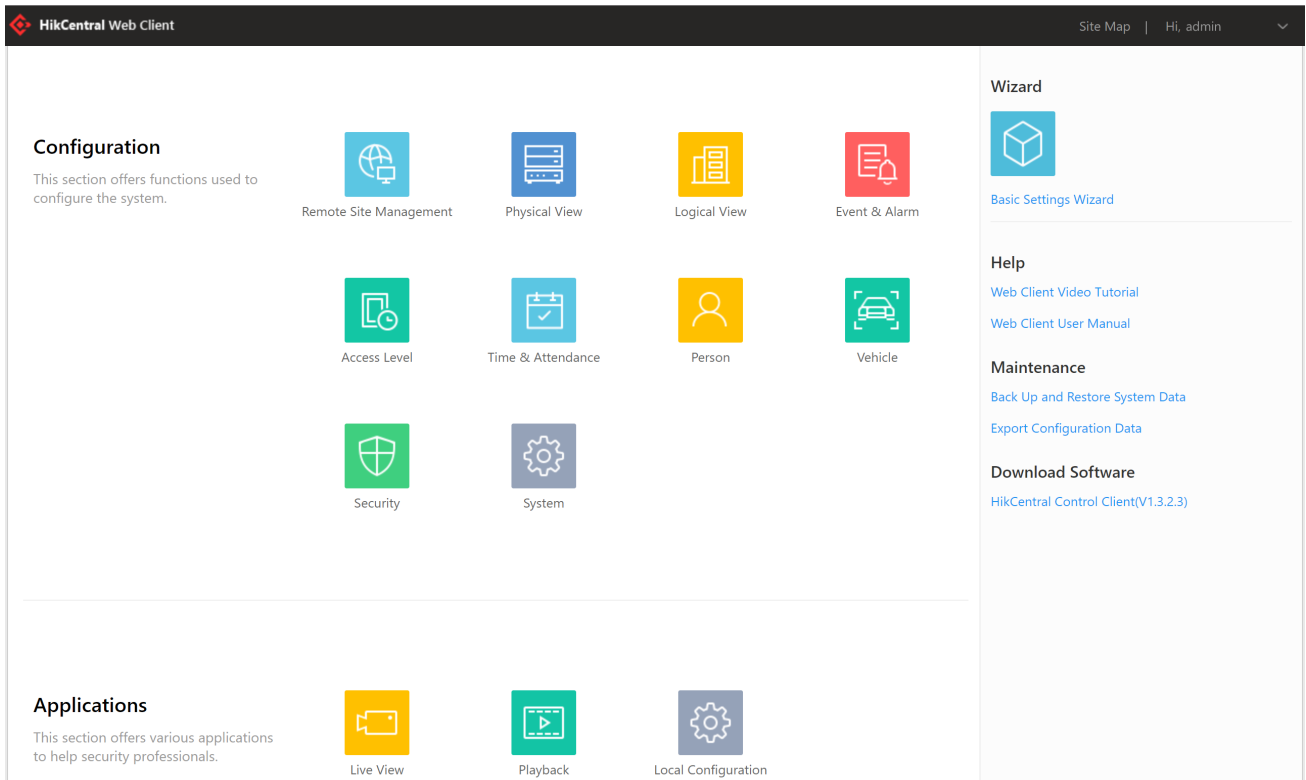 HikCentral Web Client
Site Map | Hi, admin
Configuration
This section offers functions used to
configure the system.
Remote Site Management
Physical View
Logical View
Event & Alarm
Access Level
Time & Attendance
Person
Vehicle
Security
System
Applications
This section offers various applications
to help security professionals.
Live View
Playback
Local Configuration
Wizard
Basic Settings Wizard
Help
Web Client Video Tutorial
Web Client User Manual
Maintenance
Back Up and Restore System Data
Export Configuration Data
Download Software
HikCentral Control Client(V1.3.2.3)